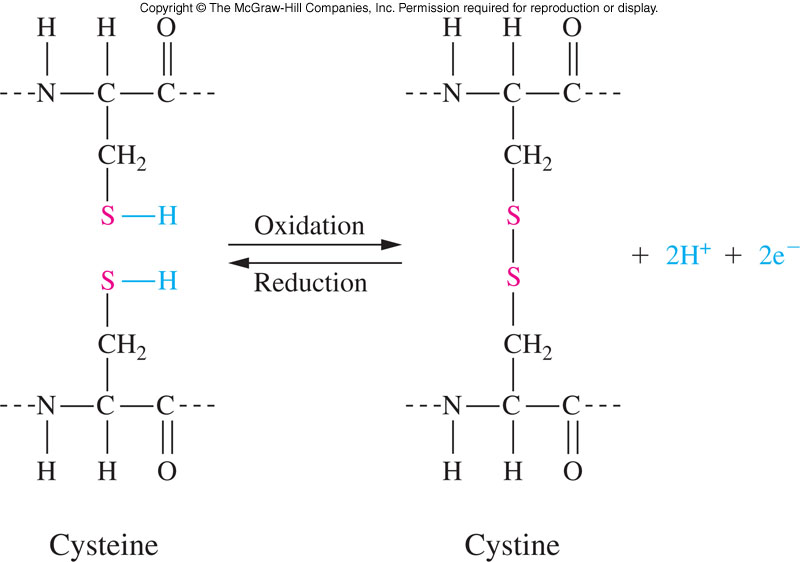 Copyright © The McGraw-Hill Companies, Inc. Permission required for reproduction or display.
H H O H H O
---N—C—C--- ---N—C—C---
CH₂ CH₂
S—H S
Oxidation
+ 2H⁺ + 2e⁻
Reduction
S—H S
CH₂ CH₂
---N—C—C--- ---N—C—C---
H H O H H O
Cysteine Cystine